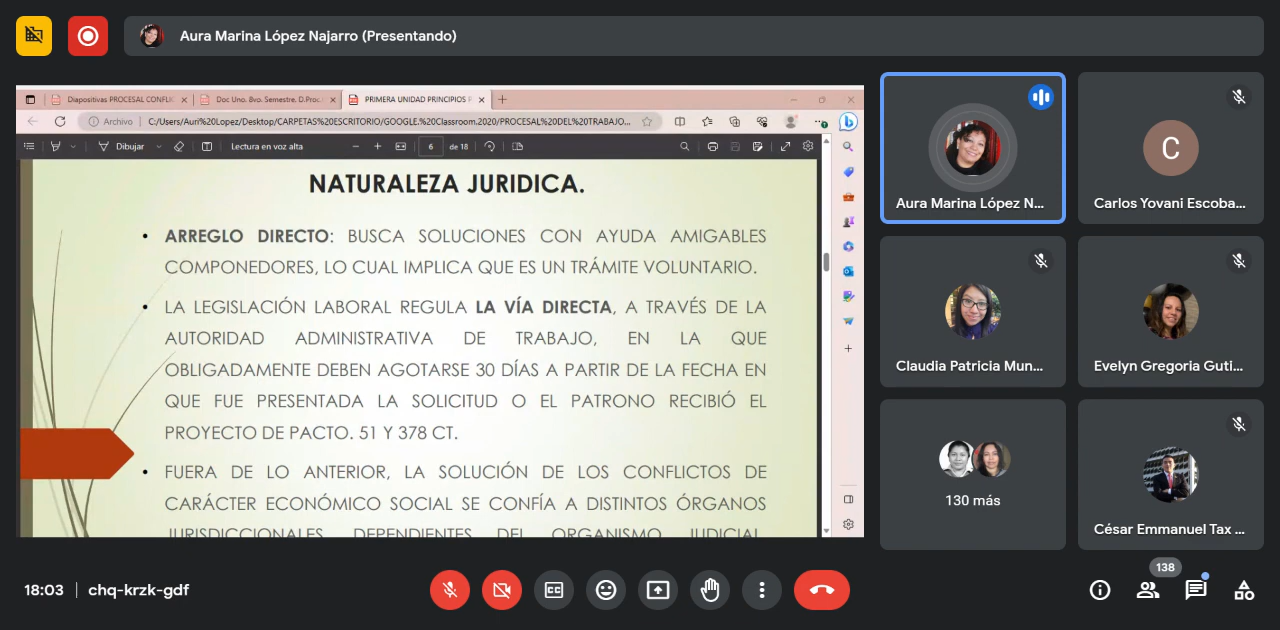 Aura Marina López Najarro (Presentando)
Diapositivas PROCESAL CONFLIC
Doc Uno. 8vo. Semestre. D.Proc.
PRIMERA UNIDAD PRINCIPIOS P
Archivo
C:/Users/Auri%20Lopez/Desktop/CARPETAS%20ESCRITORIO/GOOGLE.%20Classroom.2020/PROCESAL%20DEL%20TRABAJO...
Dibujar
Lectura en voz alta
6
de 18
NATURALEZA JURIDICA.
• ARREGLO DIRECTO: BUSCA SOLUCIONES CON AYUDA AMIGABLES
COMPONEDORES, LO CUAL IMPLICA QUE ES UN TRÁMITE VOLUNTARIO.
• LA LEGISLACIÓN LABORAL REGULA LA VÍA DIRECTA, A TRAVÉS DE LA
AUTORIDAD ADMINISTRATIVA DE TRABAJO, EN LA QUE
OBLIGADAMENTE DEBEN AGOTARSE 30 DÍAS A PARTIR DE LA FECHA EN
QUE FUE PRESENTADA LA SOLICITUD O EL PATRONO RECIBIÓ EL
PROYECTO DE PACTO. 51 Y 378 CT.
• FUERA DE LO ANTERIOR, LA SOLUCIÓN DE LOS CONFLICTOS DE
CARÁCTER ECONÓMICO SOCIAL SE CONFÍA A DISTINTOS ÓRGANOS
JURISDICCIONALES DEPENDIENTES DEL ORGANISMO JUDICIAL,
Aura Marina López N...
C
Carlos Yovani Escoba...
Claudia Patricia Mun...
Evelyn Gregoria Guti...
130 más
César Emmanuel Tax ...
18:03
chq-krzk-gdf
138